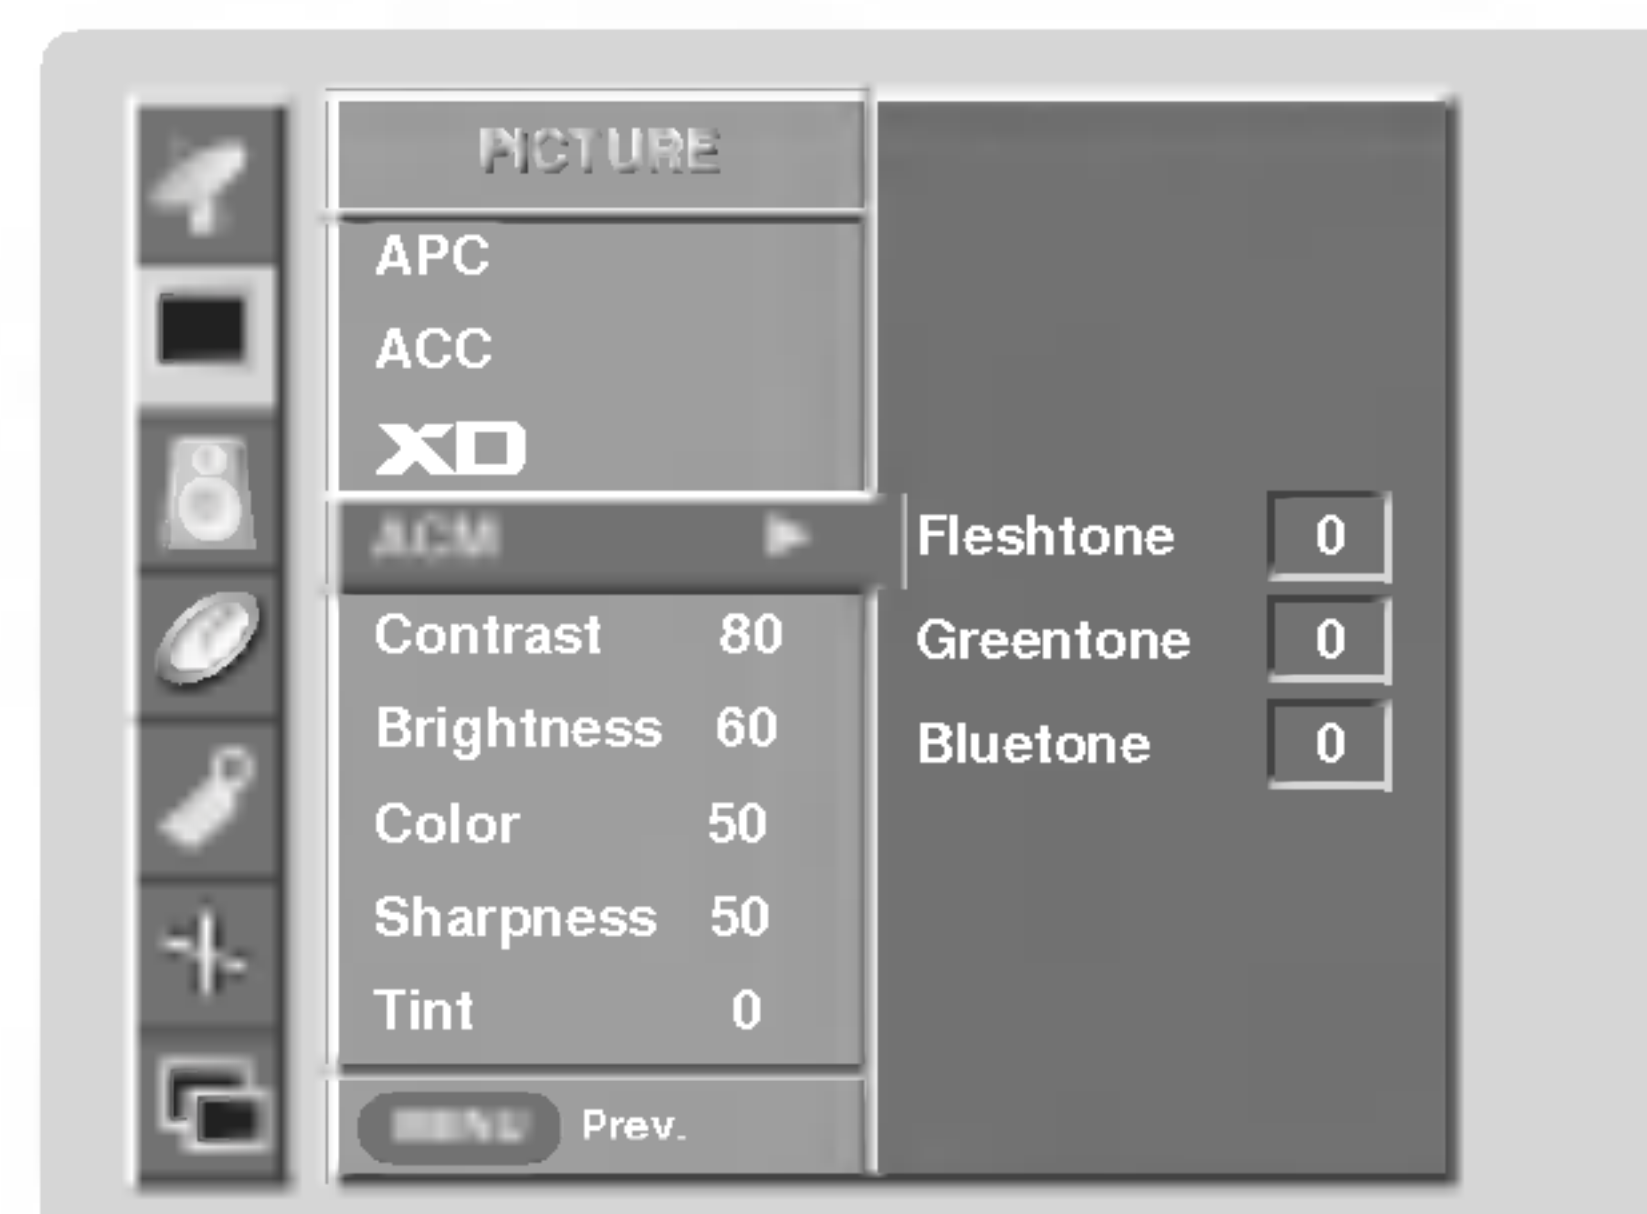 PICTURE
APC
ACC
XD
ACM
Fleshtone 0
Contrast 80
Greentone 0
Brightness 60
Bluetone 0
Color 50
Sharpness 50
Tint 0
MENU Prev.